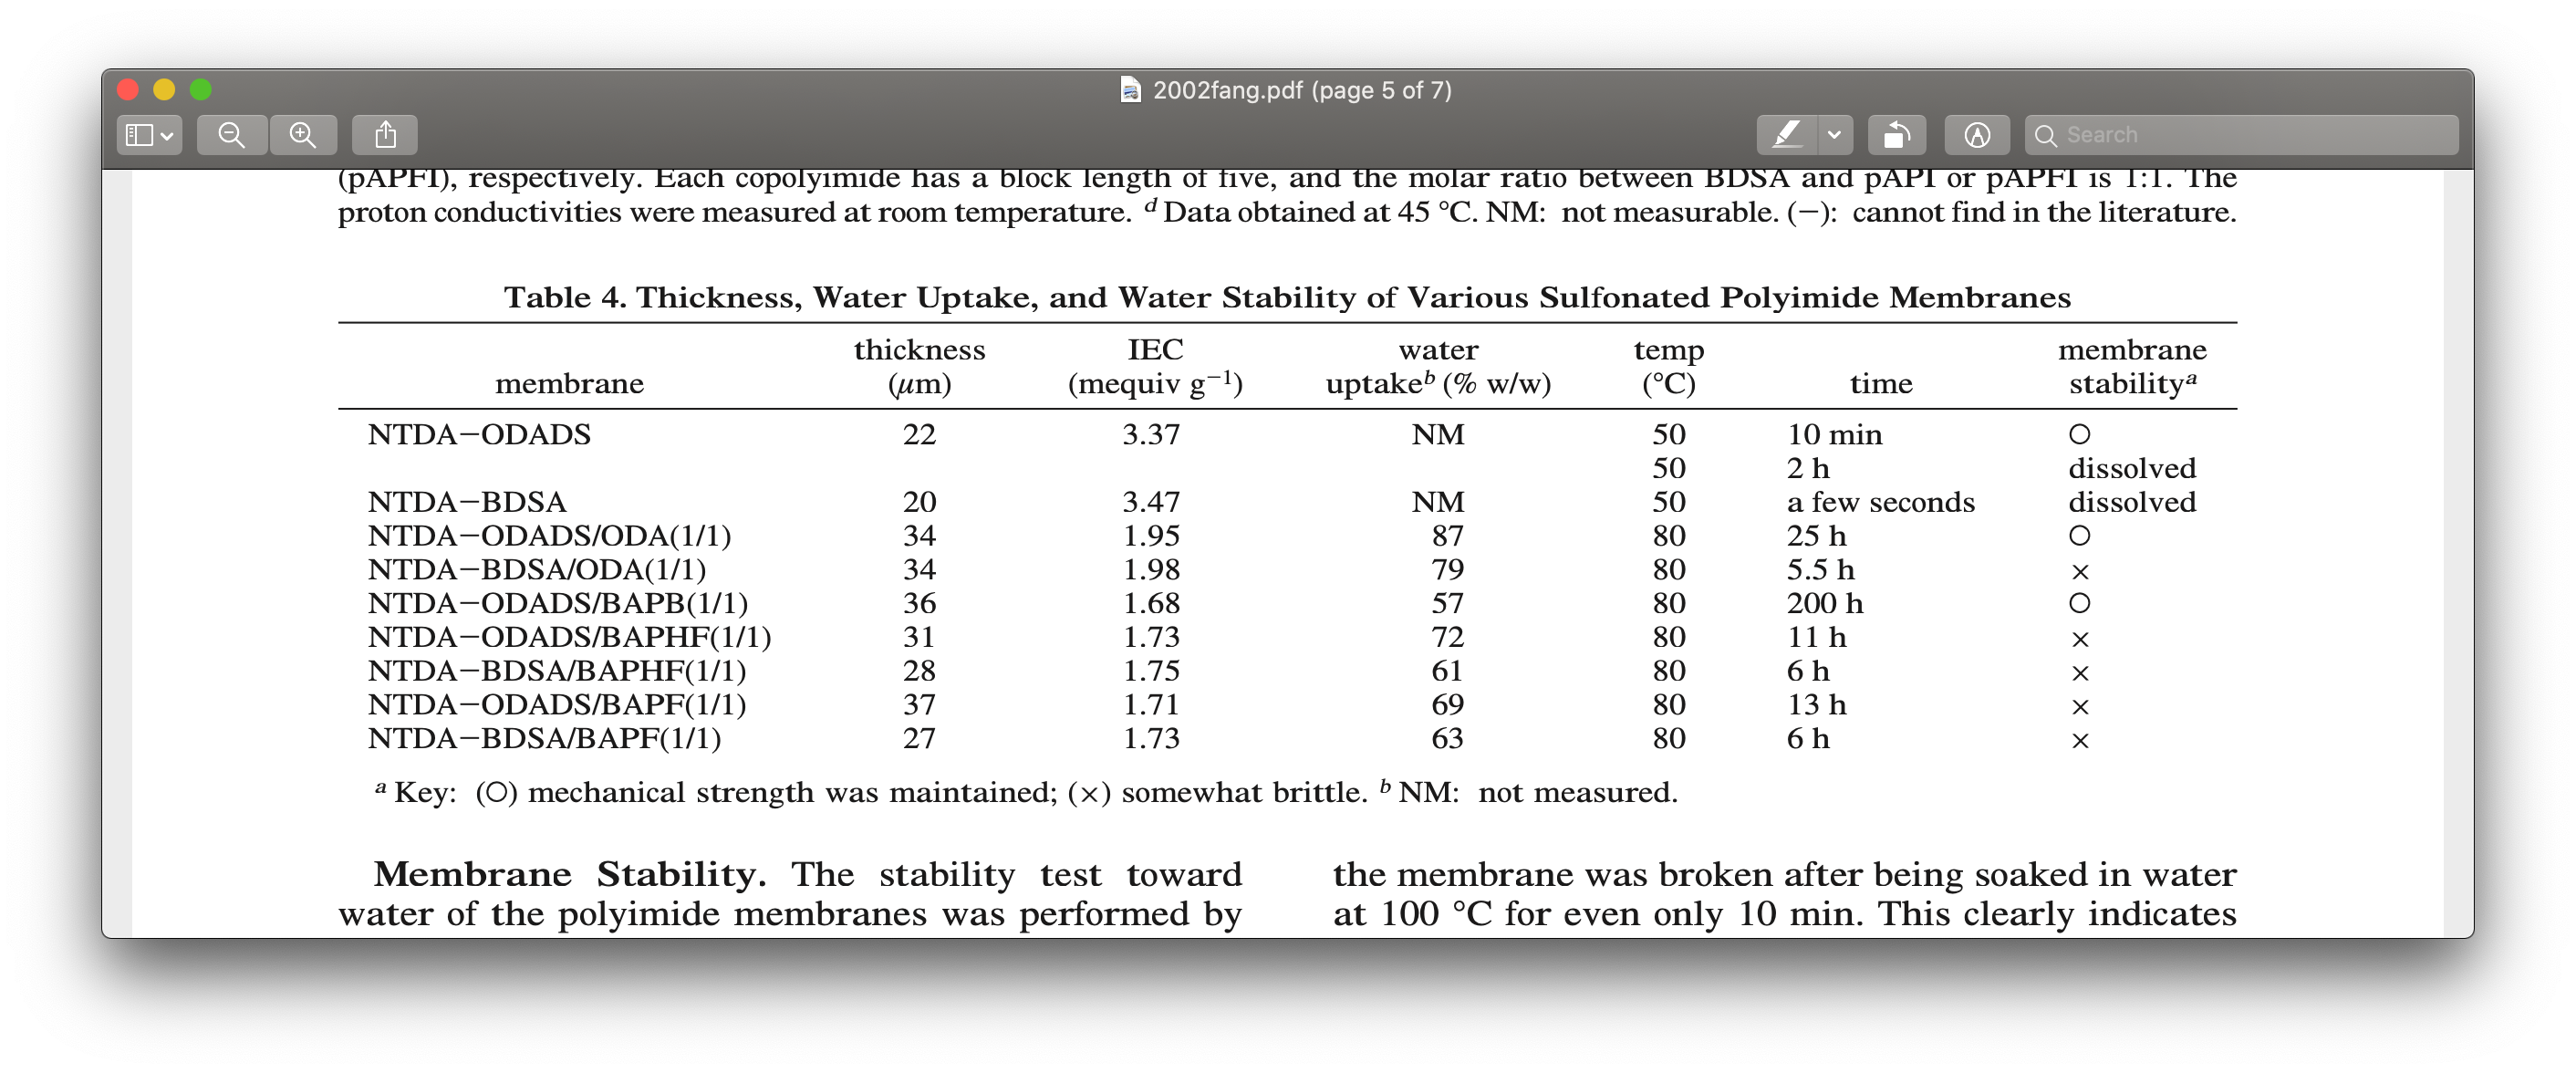 2002fang.pdf (page 5 of 7)
Search
(pAPFI), respectively. Each copolyimide has a block length of five, and the molar ratio between BDSA and pAPI or pAPFI is 1:1. The
proton conductivities were measured at room temperature. d Data obtained at 45 °C. NM: not measurable. (−): cannot find in the literature.
Table 4. Thickness, Water Uptake, and Water Stability of Various Sulfonated Polyimide Membranes
membrane thickness (μm) IEC (mequiv g−1) water uptakeb (% w/w) temp (°C) time membrane stabilitya
NTDA−ODADS 22 3.37 NM 50 10 min ○
50 2 h dissolved
NTDA−BDSA 20 3.47 NM 50 a few seconds dissolved
NTDA−ODADS/ODA(1/1) 34 1.95 87 80 25 h ○
NTDA−BDSA/ODA(1/1) 34 1.98 79 80 5.5 h ×
NTDA−ODADS/BAPB(1/1) 36 1.68 57 80 200 h ○
NTDA−ODADS/BAPHF(1/1) 31 1.73 72 80 11 h ×
NTDA−BDSA/BAPHF(1/1) 28 1.75 61 80 6 h ×
NTDA−ODADS/BAPF(1/1) 37 1.71 69 80 13 h ×
NTDA−BDSA/BAPF(1/1) 27 1.73 63 80 6 h ×
a Key: (○) mechanical strength was maintained; (×) somewhat brittle. b NM: not measured.
Membrane Stability. The stability test toward
water of the polyimide membranes was performed by
the membrane was broken after being soaked in water
at 100 °C for even only 10 min. This clearly indicates